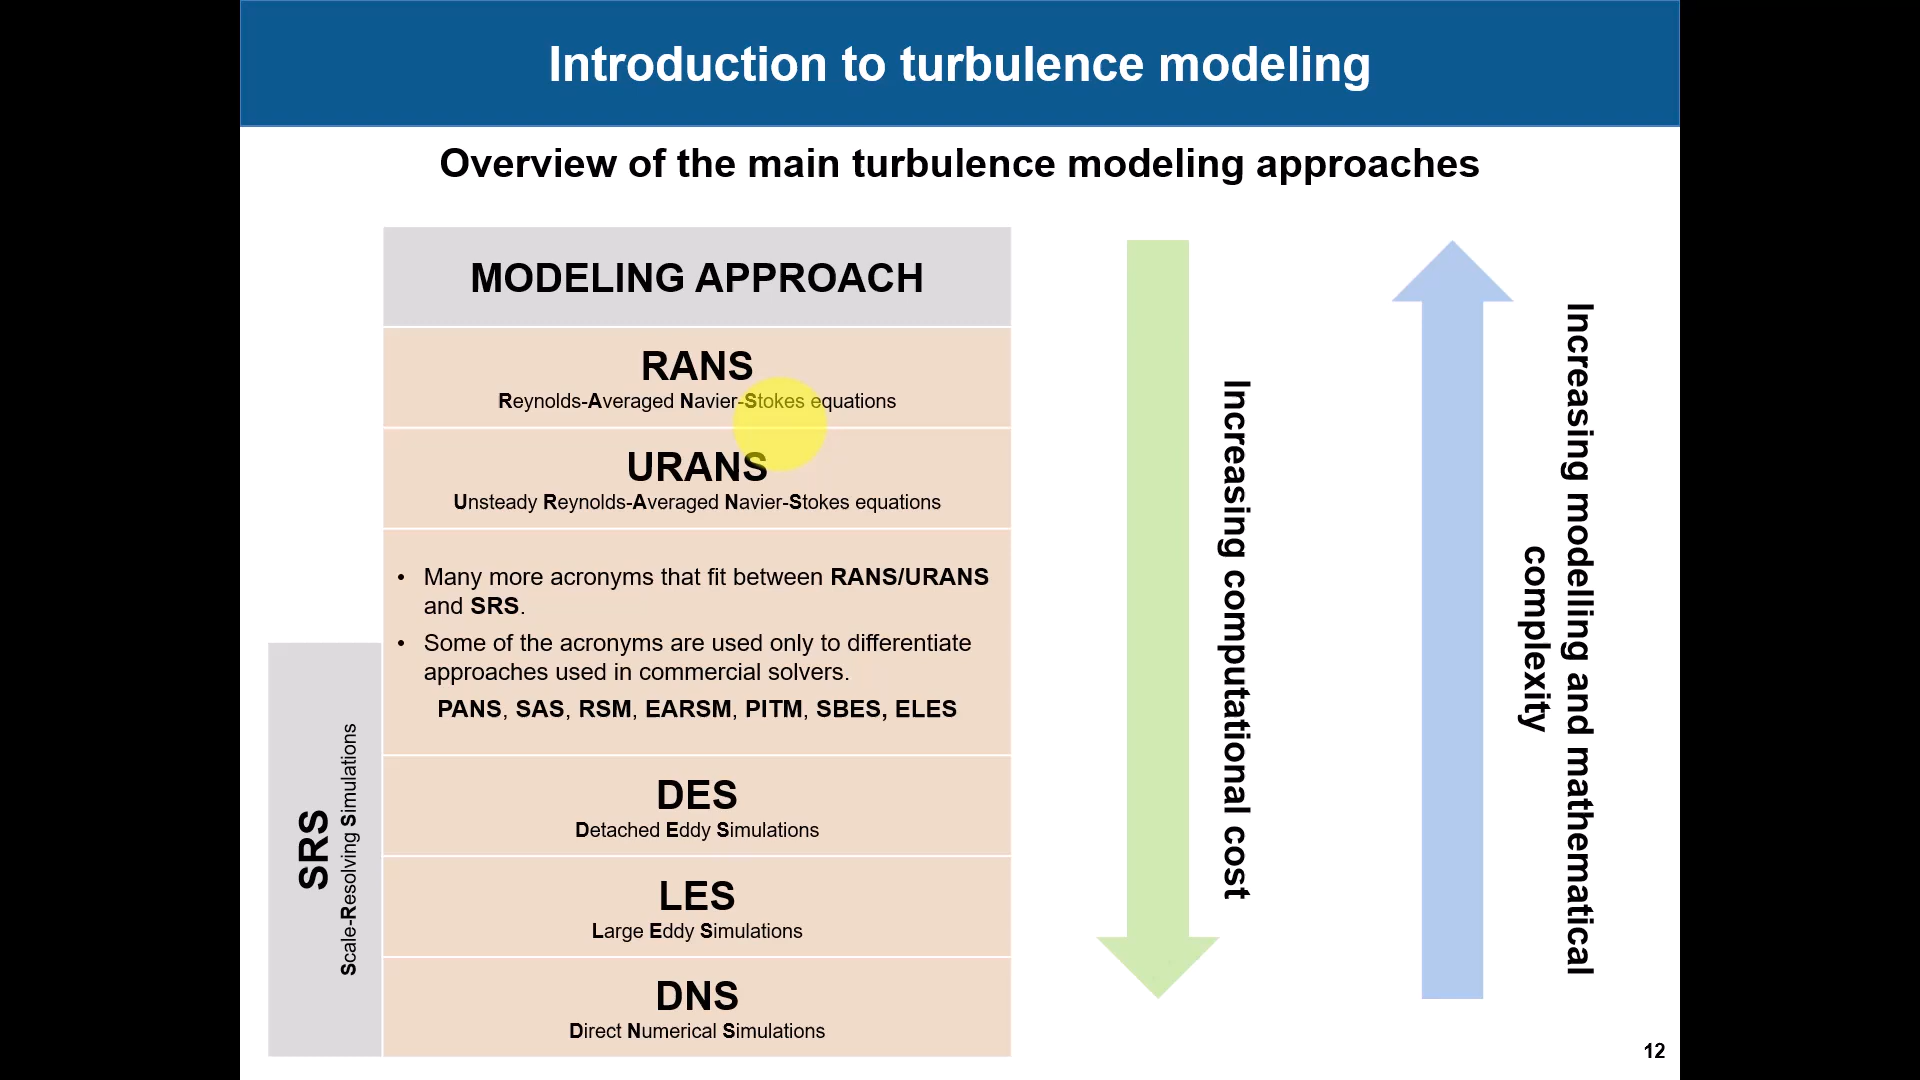 Introduction to turbulence modeling
Overview of the main turbulence modeling approaches
MODELING APPROACH
RANS
Reynolds-Averaged Navier-Stokes equations
URANS
Unsteady Reynolds-Averaged Navier-Stokes equations
• Many more acronyms that fit between RANS/URANS
and SRS.
• Some of the acronyms are used only to differentiate
approaches used in commercial solvers.
PANS, SAS, RSM, EARSM, PITM, SBES, ELES
SRS
Scale-Resolving Simulations
DES
Detached Eddy Simulations
LES
Large Eddy Simulations
DNS
Direct Numerical Simulations
Increasing computational cost
Increasing modelling and mathematical
complexity
12